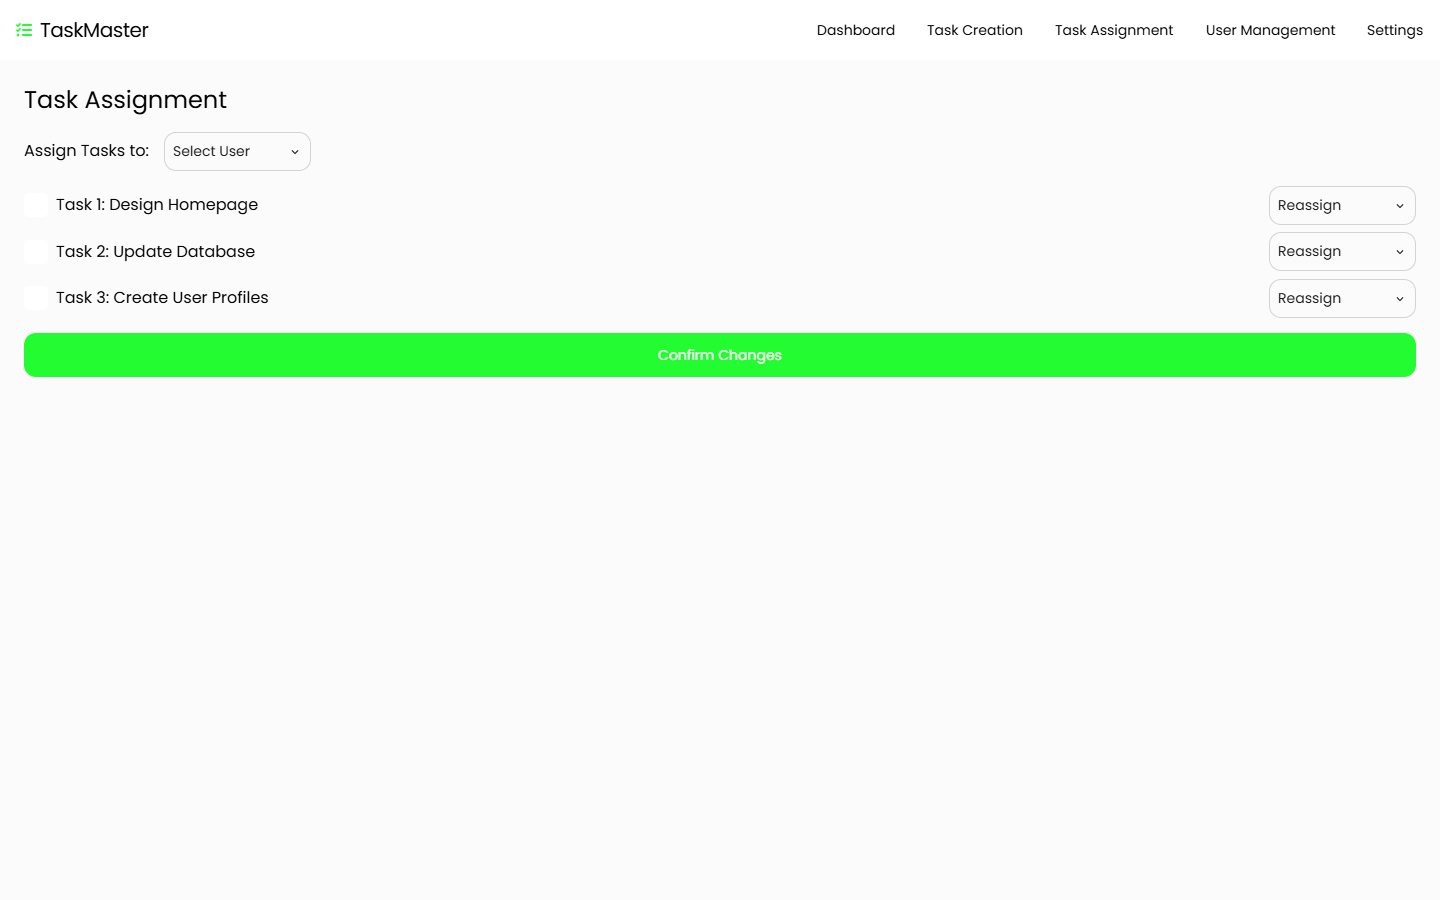 TaskMaster
Dashboard
Task Creation
Task Assignment
User Management
Settings
Task Assignment
Assign Tasks to:
Select User
Task 1: Design Homepage
Reassign
Task 2: Update Database
Reassign
Task 3: Create User Profiles
Reassign
Confirm Changes